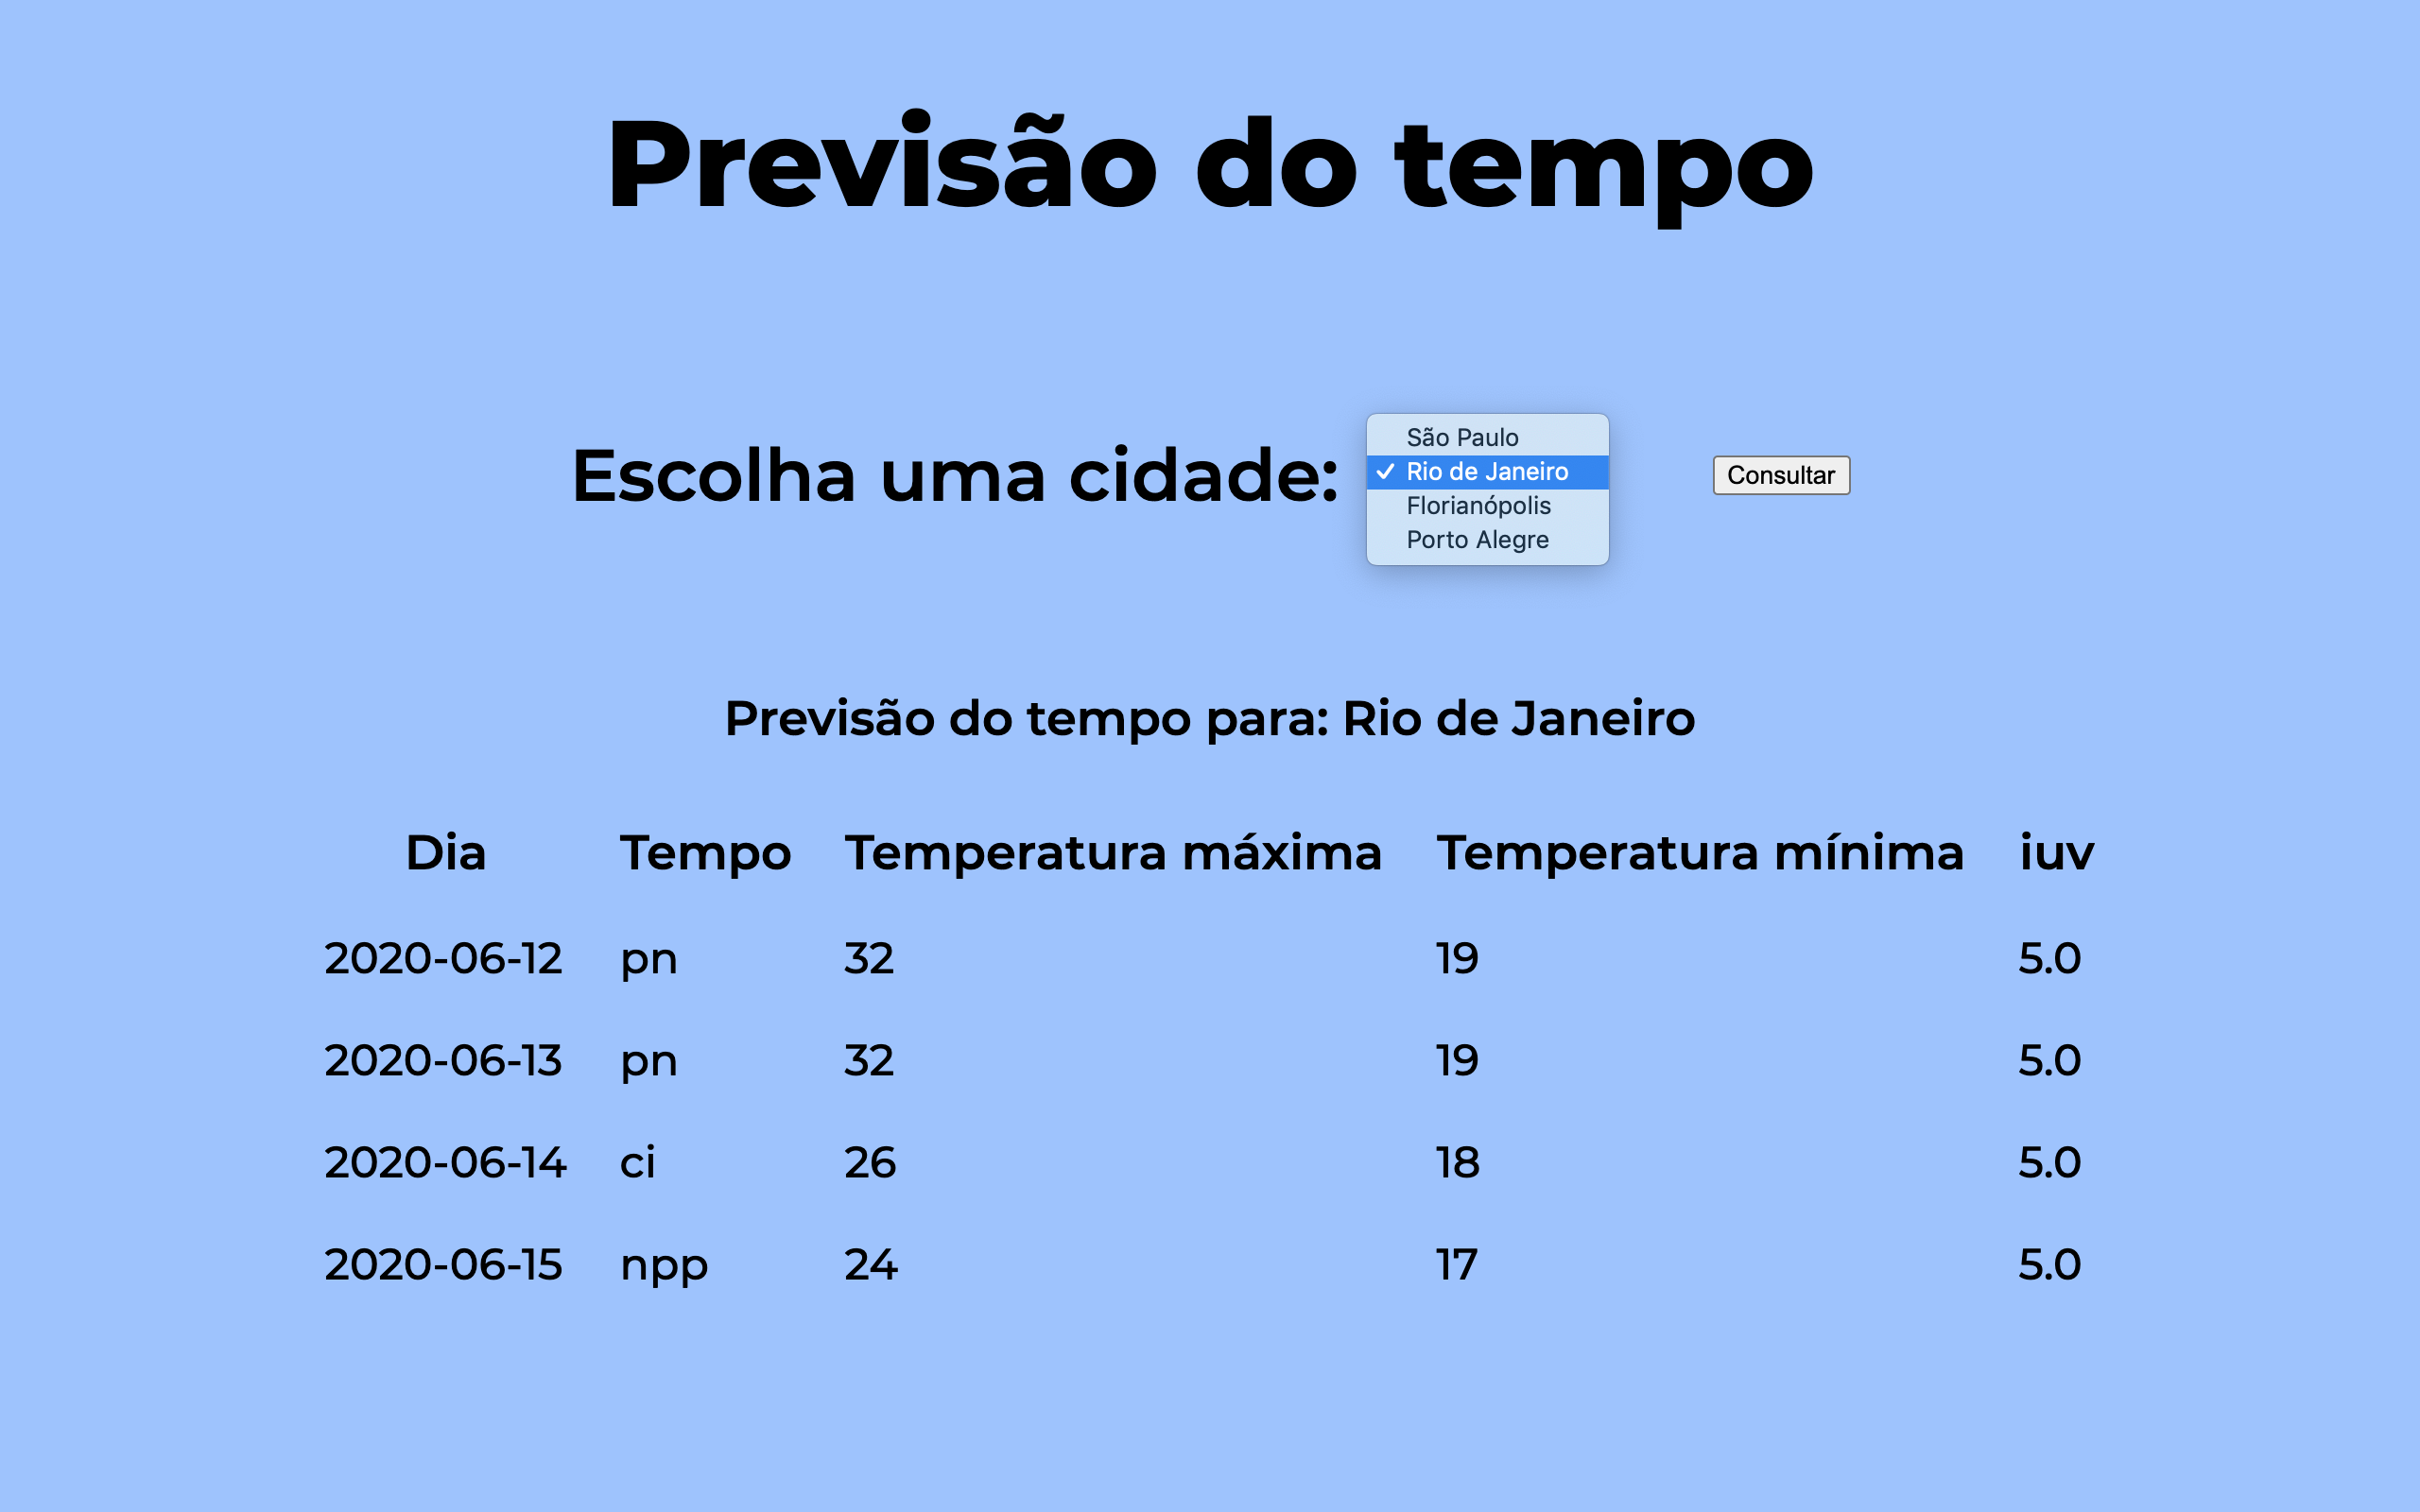 Previsão do tempo
Escolha uma cidade:
São Paulo
✓ Rio de Janeiro
Florianópolis
Porto Alegre
Consultar
Previsão do tempo para: Rio de Janeiro
Dia Tempo Temperatura máxima Temperatura mínima iuv
2020-06-12 pn 32 19 5.0
2020-06-13 pn 32 19 5.0
2020-06-14 ci 26 18 5.0
2020-06-15 npp 24 17 5.0